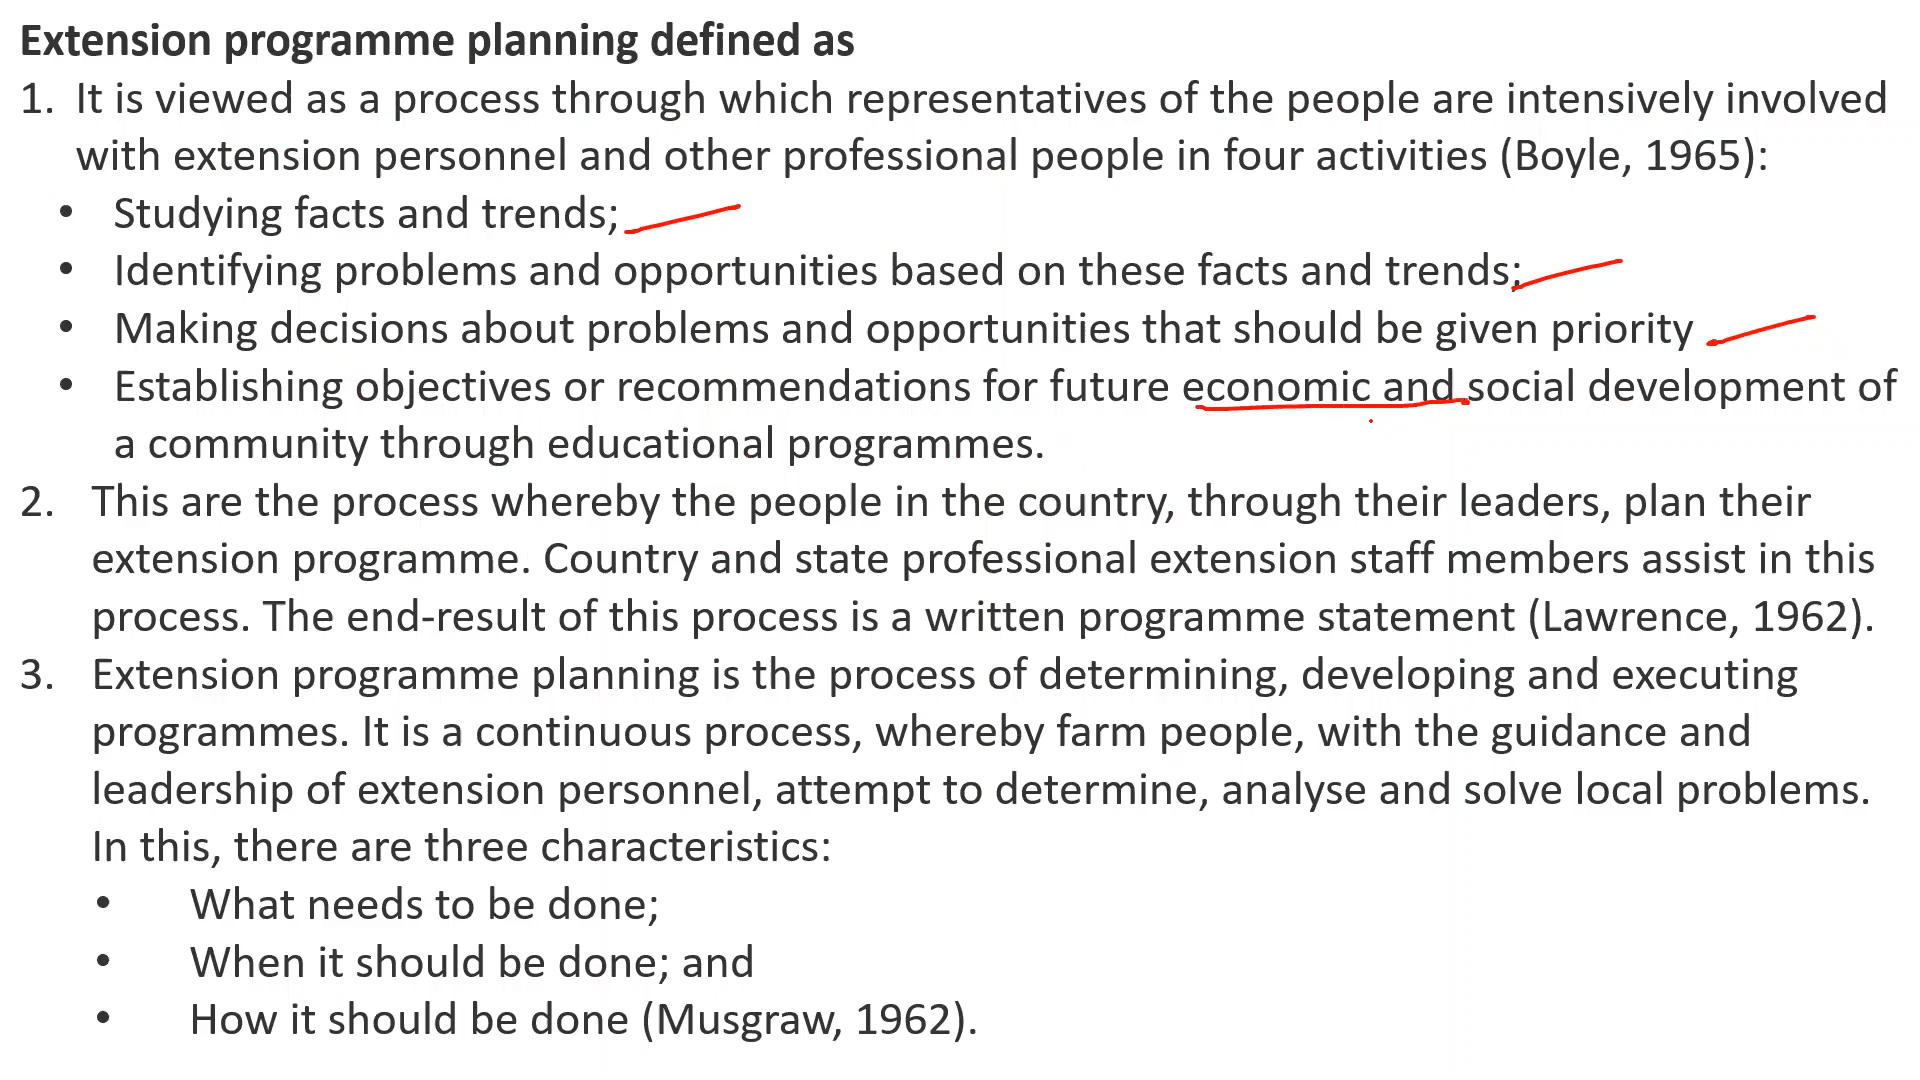 Extension programme planning defined as
1. It is viewed as a process through which representatives of the people are intensively involved
with extension personnel and other professional people in four activities (Boyle, 1965):
• Studying facts and trends;
• Identifying problems and opportunities based on these facts and trends;
• Making decisions about problems and opportunities that should be given priority
• Establishing objectives or recommendations for future economic and social development of
a community through educational programmes.
2. This are the process whereby the people in the country, through their leaders, plan their
extension programme. Country and state professional extension staff members assist in this
process. The end-result of this process is a written programme statement (Lawrence, 1962).
3. Extension programme planning is the process of determining, developing and executing
programmes. It is a continuous process, whereby farm people, with the guidance and
leadership of extension personnel, attempt to determine, analyse and solve local problems.
In this, there are three characteristics:
• What needs to be done;
• When it should be done; and
• How it should be done (Musgraw, 1962).